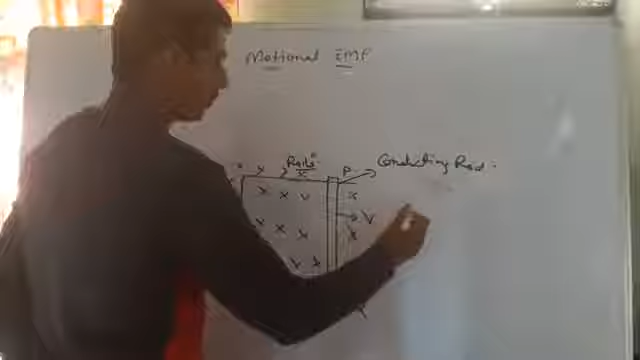 Motional EMF
Rails P Conducting Rod :
x x x x
V
x x x x
x x